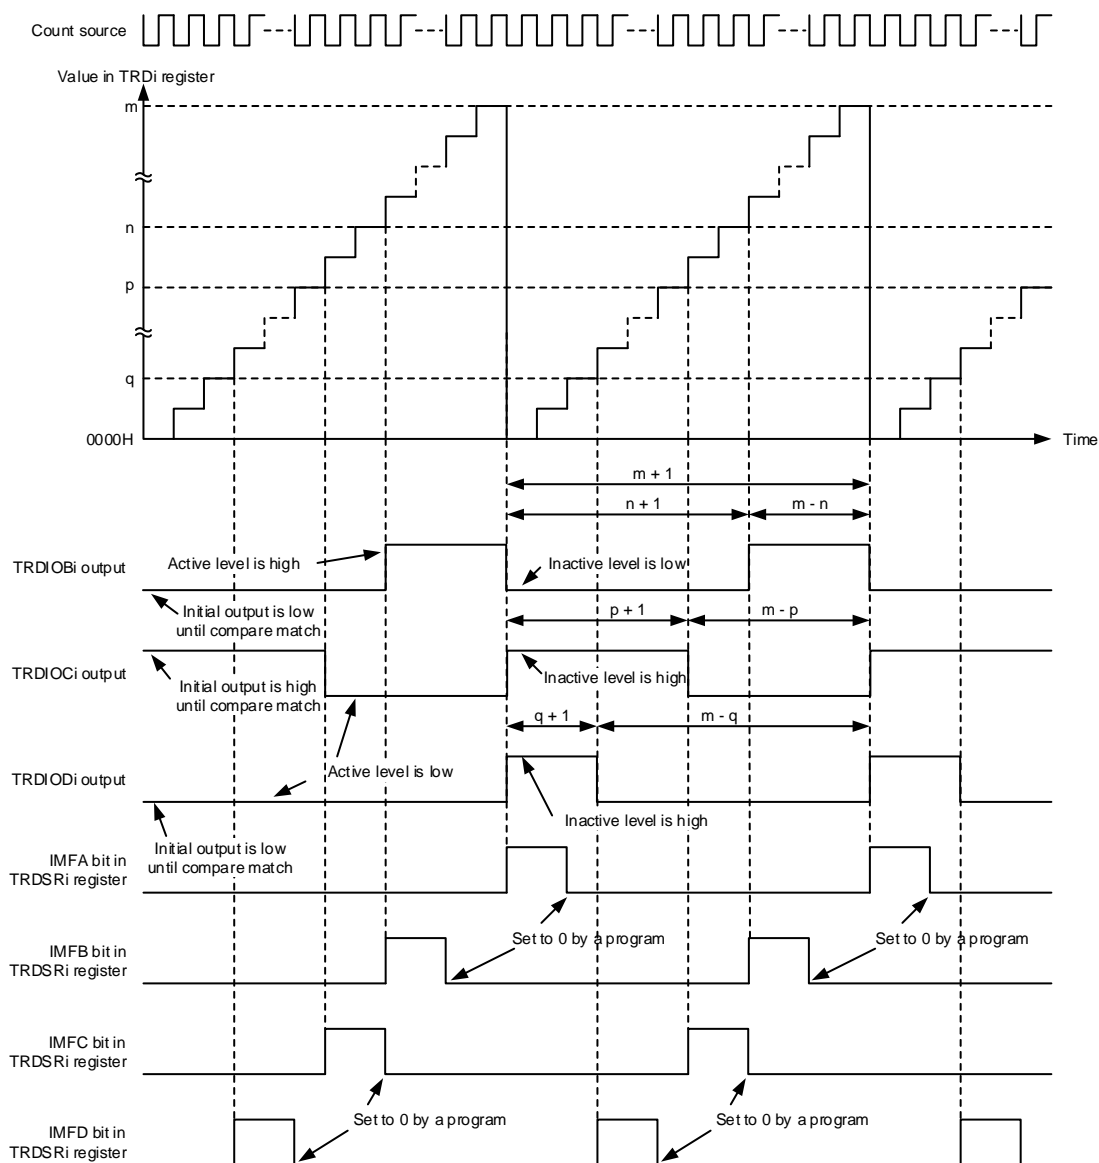 Count source
Value in TRDi register
m
n
p
q
0000H
Time
m + 1
n + 1
m - n
TRDIOBi output
Active level is high
Inactive level is low
Initial output is low
until compare match
p + 1
m - p
TRDIOCi output
Initial output is high
until compare match
Inactive level is high
q + 1
m - q
TRDIODi output
Active level is low
Inactive level is high
Initial output is low
until compare match
IMFA bit in
TRDSRi register
Set to 0 by a program
Set to 0 by a program
IMFB bit in
TRDSRi register
IMFC bit in
TRDSRi register
Set to 0 by a program
Set to 0 by a program
IMFD bit in
TRDSRi register